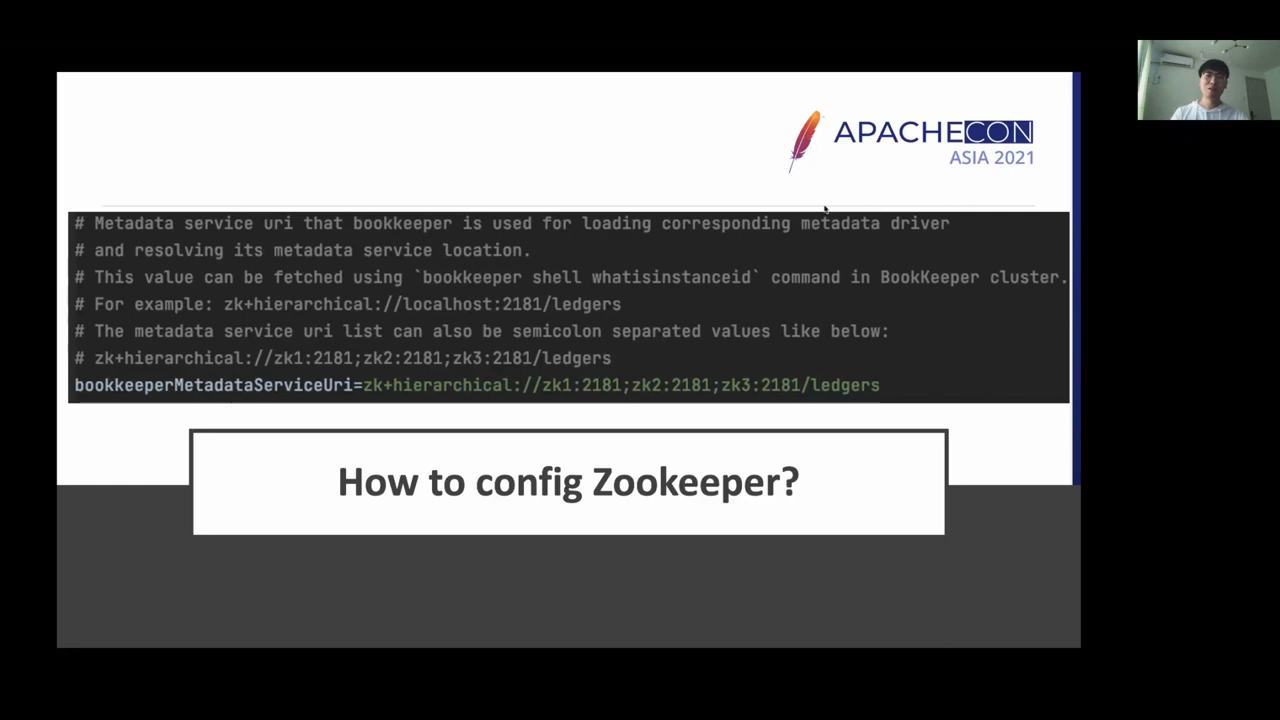 APACHECON
ASIA 2021
# Metadata service uri that bookkeeper is used for loading corresponding metadata driver
# and resolving its metadata service location.
# This value can be fetched using `bookkeeper shell whatisinstanceid` command in BookKeeper cluster.
# For example: zk+hierarchical://localhost:2181/ledgers
# The metadata service uri list can also be semicolon separated values like below:
# zk+hierarchical://zk1:2181;zk2:2181;zk3:2181/ledgers
bookkeeperMetadataServiceUri=zk+hierarchical://zk1:2181;zk2:2181;zk3:2181/ledgers
How to config Zookeeper?